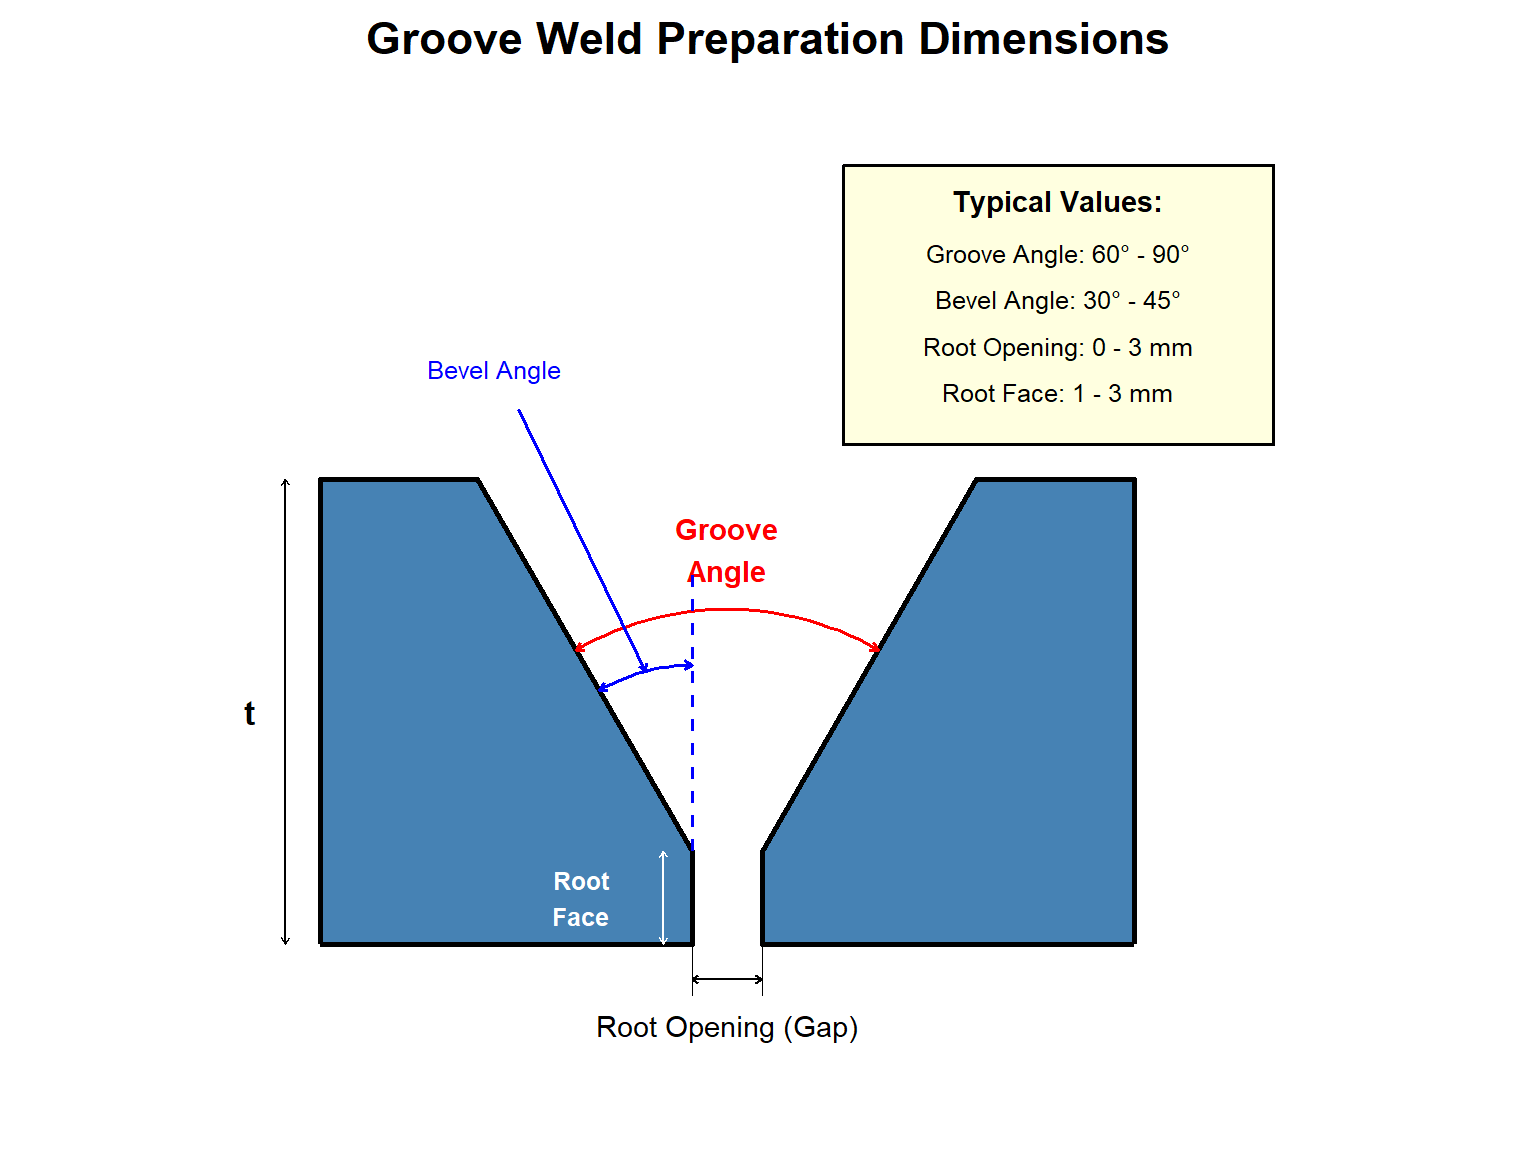 Groove Weld Preparation Dimensions
Typical Values:
Groove Angle: 60° - 90°
Bevel Angle: 30° - 45°
Root Opening: 0 - 3 mm
Root Face: 1 - 3 mm
Bevel Angle
Groove
Angle
t
Root
Face
Root Opening (Gap)